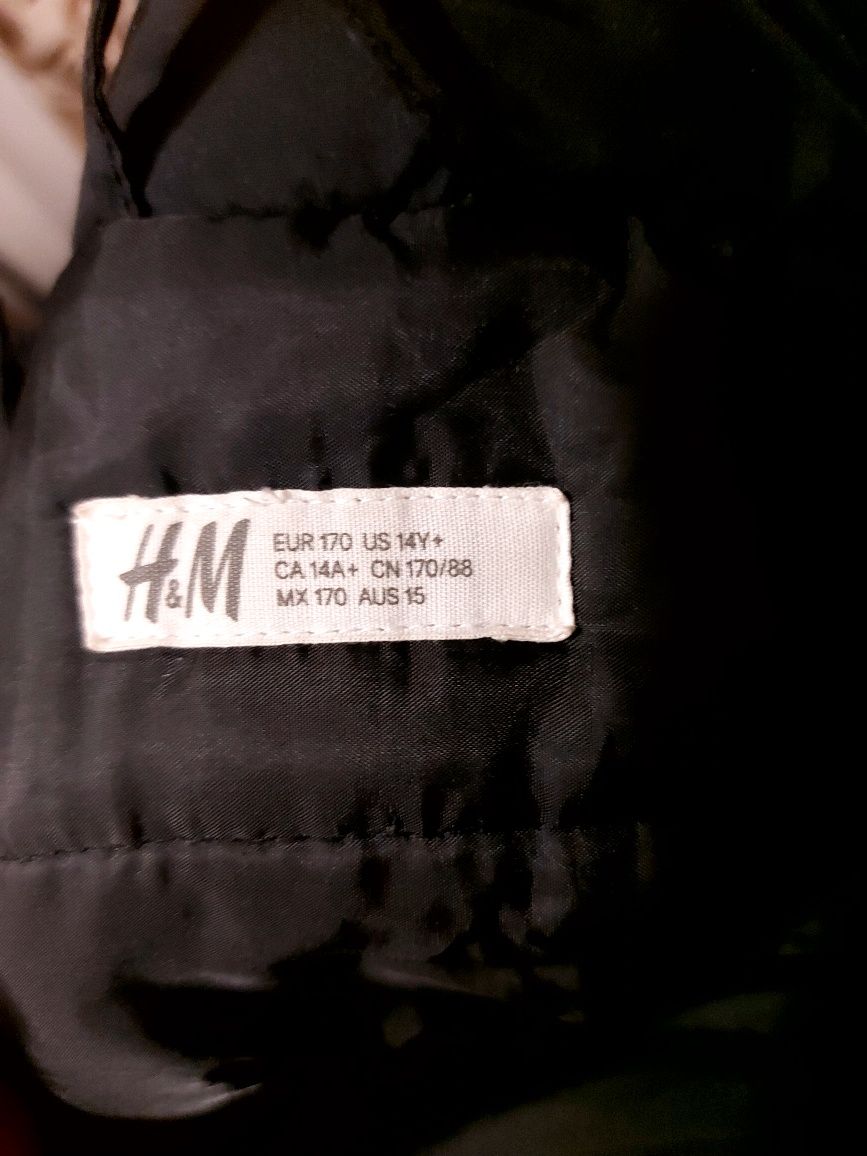 H&M
EUR 170 US 14Y+
CA 14A+ CN 170/88
MX 170 AUS 15